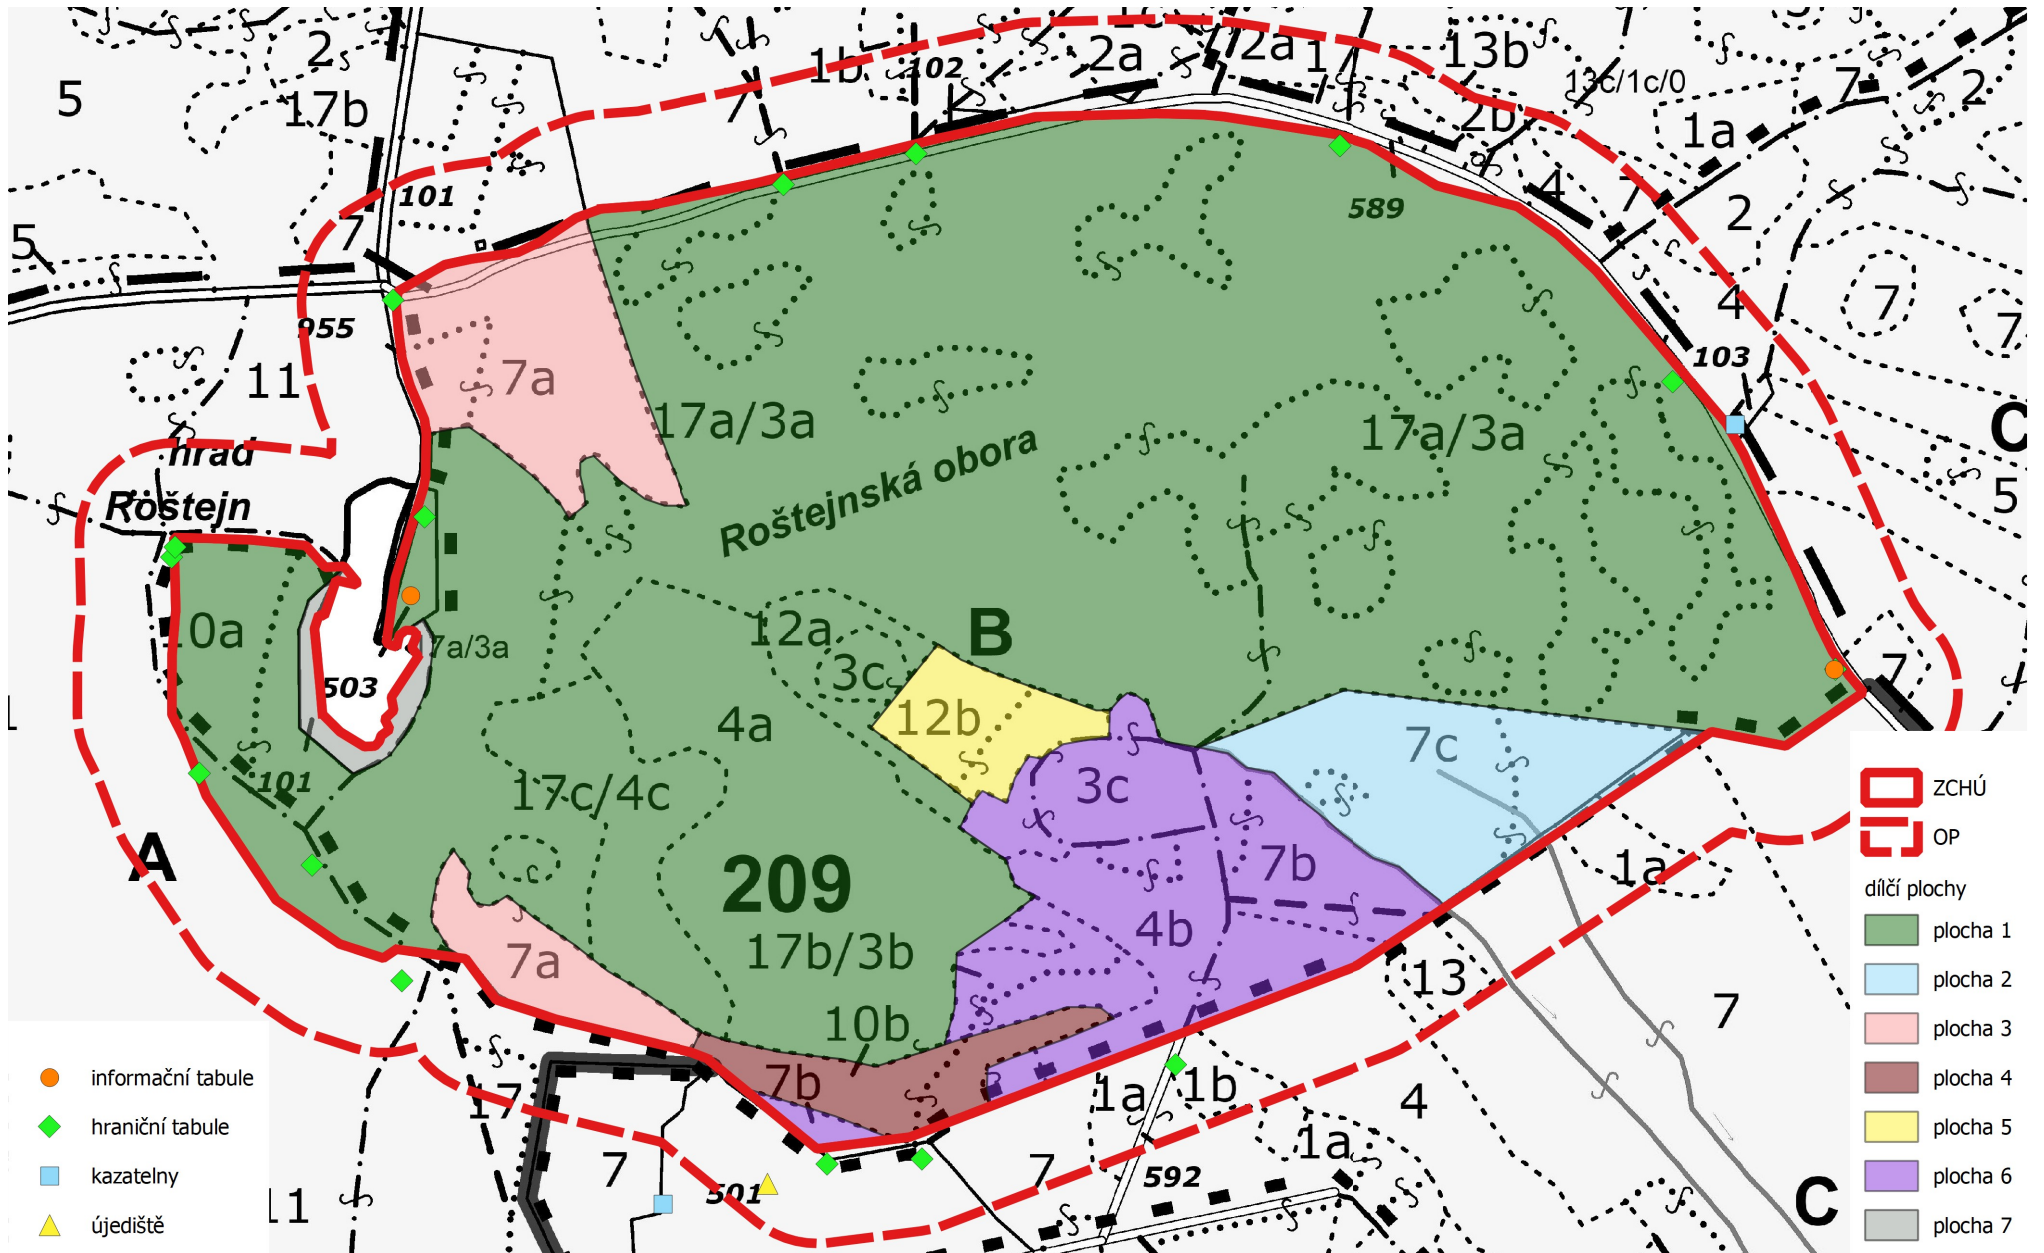 2
5
17b
1b
102
2a
2a
1
13b
13c/1c/0
7
2
7
2b
1a
101
7
4
7
2
589
5
955
4
7
7
103
11
7a
17a/3a
17a/3a
C
hrad
Roštejn
Roštejnská obora
5
0a
12a
B
7a/3a
3c
7
503
12b
4a
7c
101
17c/4c
3c
A
209
7b
1a
17b/3b
4b
7a
13
10b
7
7b
17
1a
1b
4
1a
7
7
501
592
11
C
informační tabule
hraniční tabule
kazatelny
újediště
ZCHÚ
OP
dílčí plochy
plocha 1
plocha 2
plocha 3
plocha 4
plocha 5
plocha 6
plocha 7